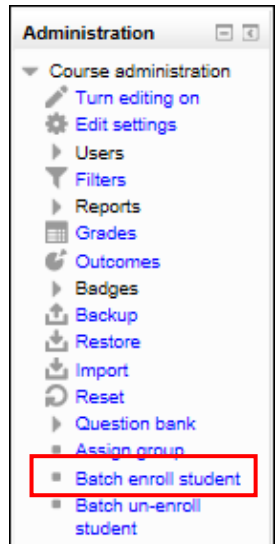 Administration
Course administration
Turn editing on
Edit settings
Users
Filters
Reports
Grades
Outcomes
Badges
Backup
Restore
Import
Reset
Question bank
Assign group
Batch enroll student
Batch un-enroll
student